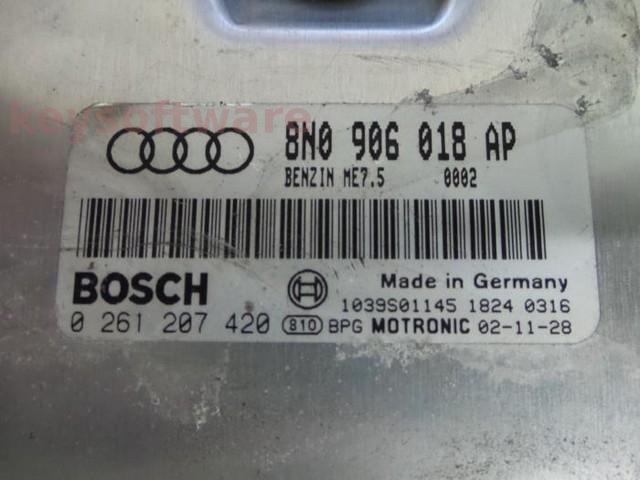 keysoftware
8N0 906 018 AP
BENZIN ME7.5 0002
BOSCH
Made in Germany
1039S01145 1824 0316
0 261 207 420 810 BPG MOTRONIC 02-11-28